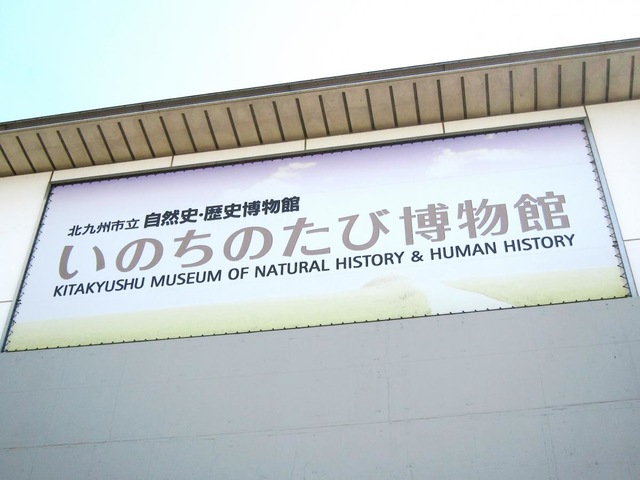 北九州市立 自然史・歴史博物館
いのちのたび博物館
KITAKYUSHU MUSEUM OF NATURAL HISTORY & HUMAN HISTORY